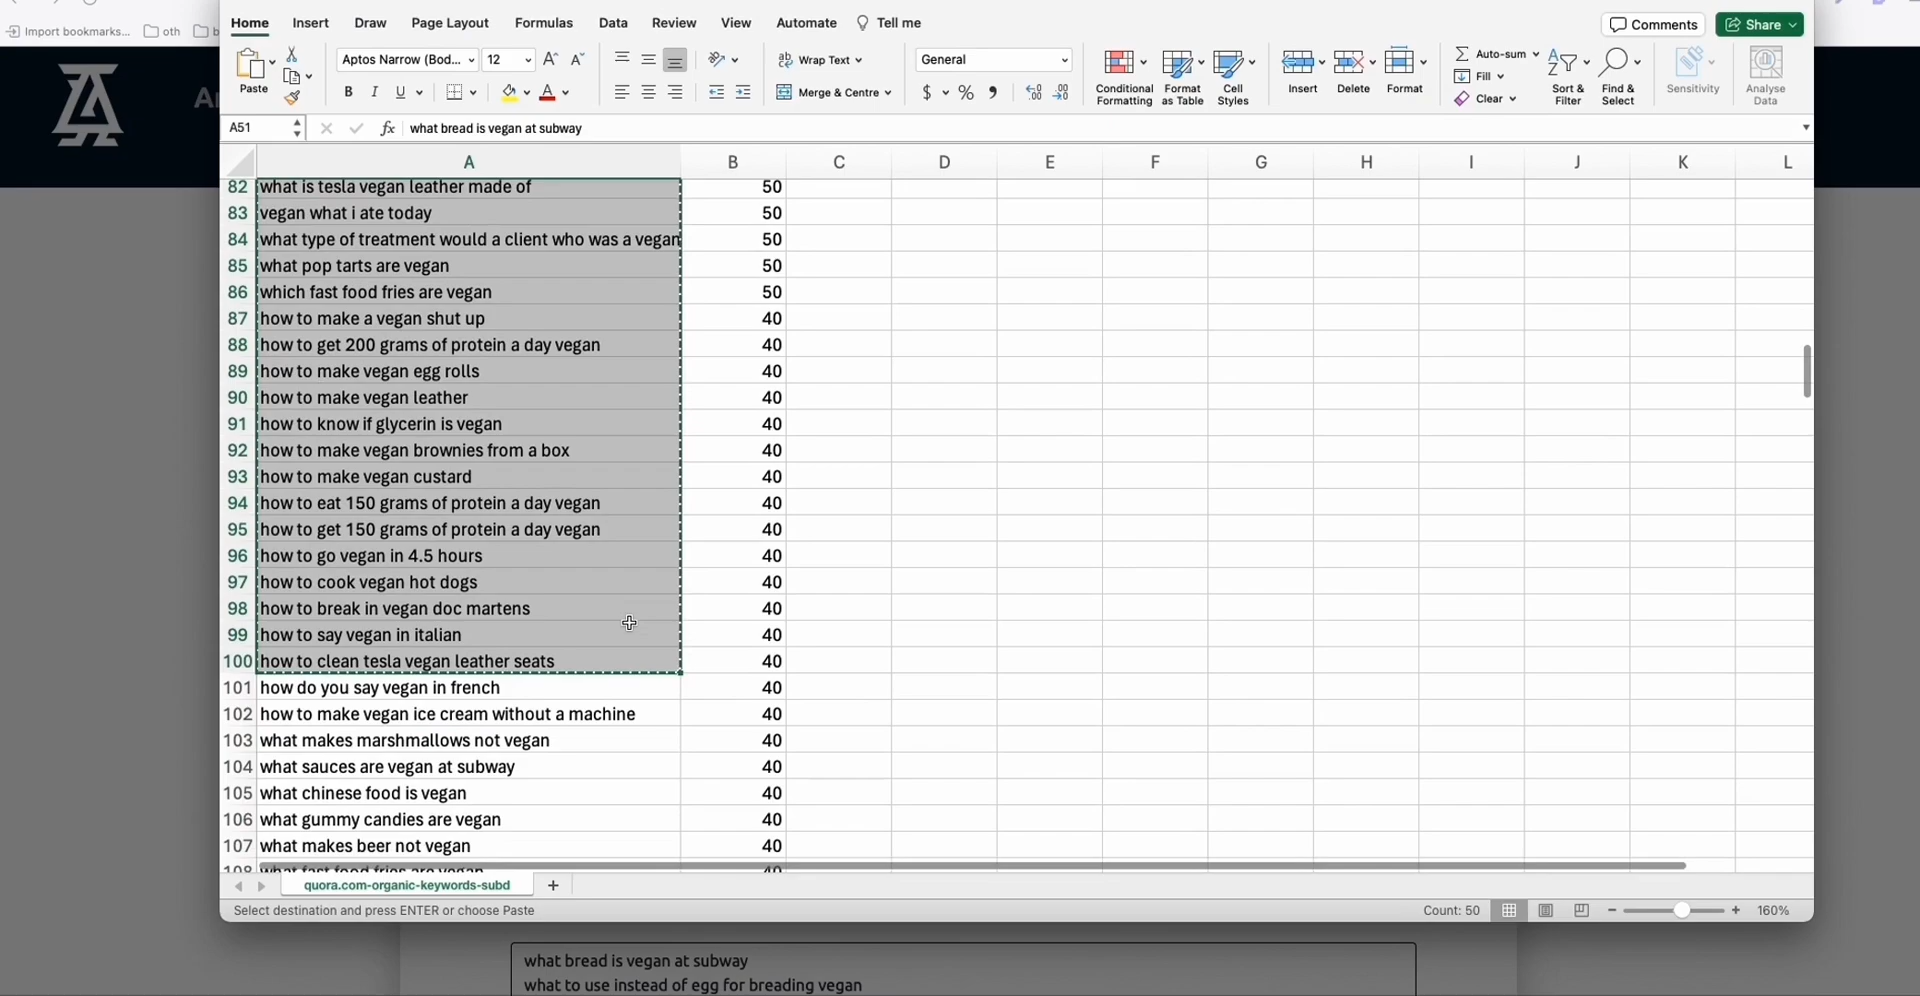 Import bookmarks...
oth
b
Ar
Home
Insert
Draw
Page Layout
Formulas
Data
Review
View
Automate
Tell me
Comments
Share
Paste
Aptos Narrow (Bod...
12
A
A
B
I
U
A
ab
Wrap Text
Merge & Centre
General
$
%
Conditional
Formatting
Format
as Table
Cell
Styles
Insert
Delete
Format
Auto-sum
Fill
Clear
Sort &
Filter
Find &
Select
Sensitivity
Analyse
Data
A51
fx
what bread is vegan at subway
A B C D E F G H I J K L
82 what is tesla vegan leather made of 50
83 vegan what i ate today 50
84 what type of treatment would a client who was a vegan 50
85 what pop tarts are vegan 50
86 which fast food fries are vegan 50
87 how to make a vegan shut up 40
88 how to get 200 grams of protein a day vegan 40
89 how to make vegan egg rolls 40
90 how to make vegan leather 40
91 how to know if glycerin is vegan 40
92 how to make vegan brownies from a box 40
93 how to make vegan custard 40
94 how to eat 150 grams of protein a day vegan 40
95 how to get 150 grams of protein a day vegan 40
96 how to go vegan in 4.5 hours 40
97 how to cook vegan hot dogs 40
98 how to break in vegan doc martens 40
99 how to say vegan in italian 40
100 how to clean tesla vegan leather seats 40
101 how do you say vegan in french 40
102 how to make vegan ice cream without a machine 40
103 what makes marshmallows not vegan 40
104 what sauces are vegan at subway 40
105 what chinese food is vegan 40
106 what gummy candies are vegan 40
107 what makes beer not vegan 40
108 what fast food fries are vegan 40
quora.com-organic-keywords-subd
+
Select destination and press ENTER or choose Paste
Count: 50
160%
what bread is vegan at subway
what to use instead of egg for breading vegan